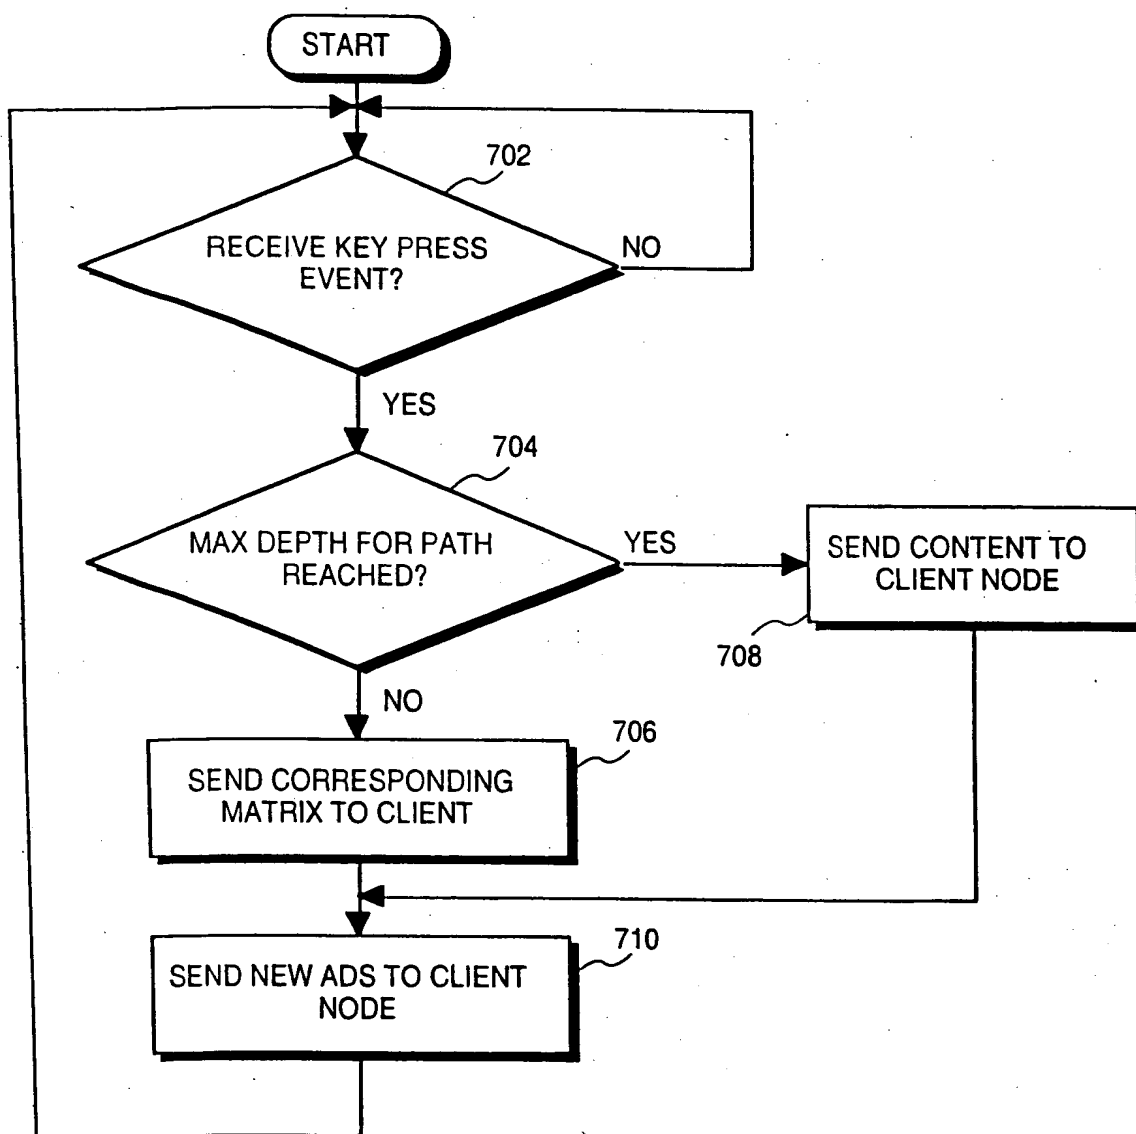 START
702
RECEIVE KEY PRESS
EVENT?
NO
YES
704
MAX DEPTH FOR PATH
REACHED?
YES
SEND CONTENT TO
CLIENT NODE
708
NO
706
SEND CORRESPONDING
MATRIX TO CLIENT
710
SEND NEW ADS TO CLIENT
NODE